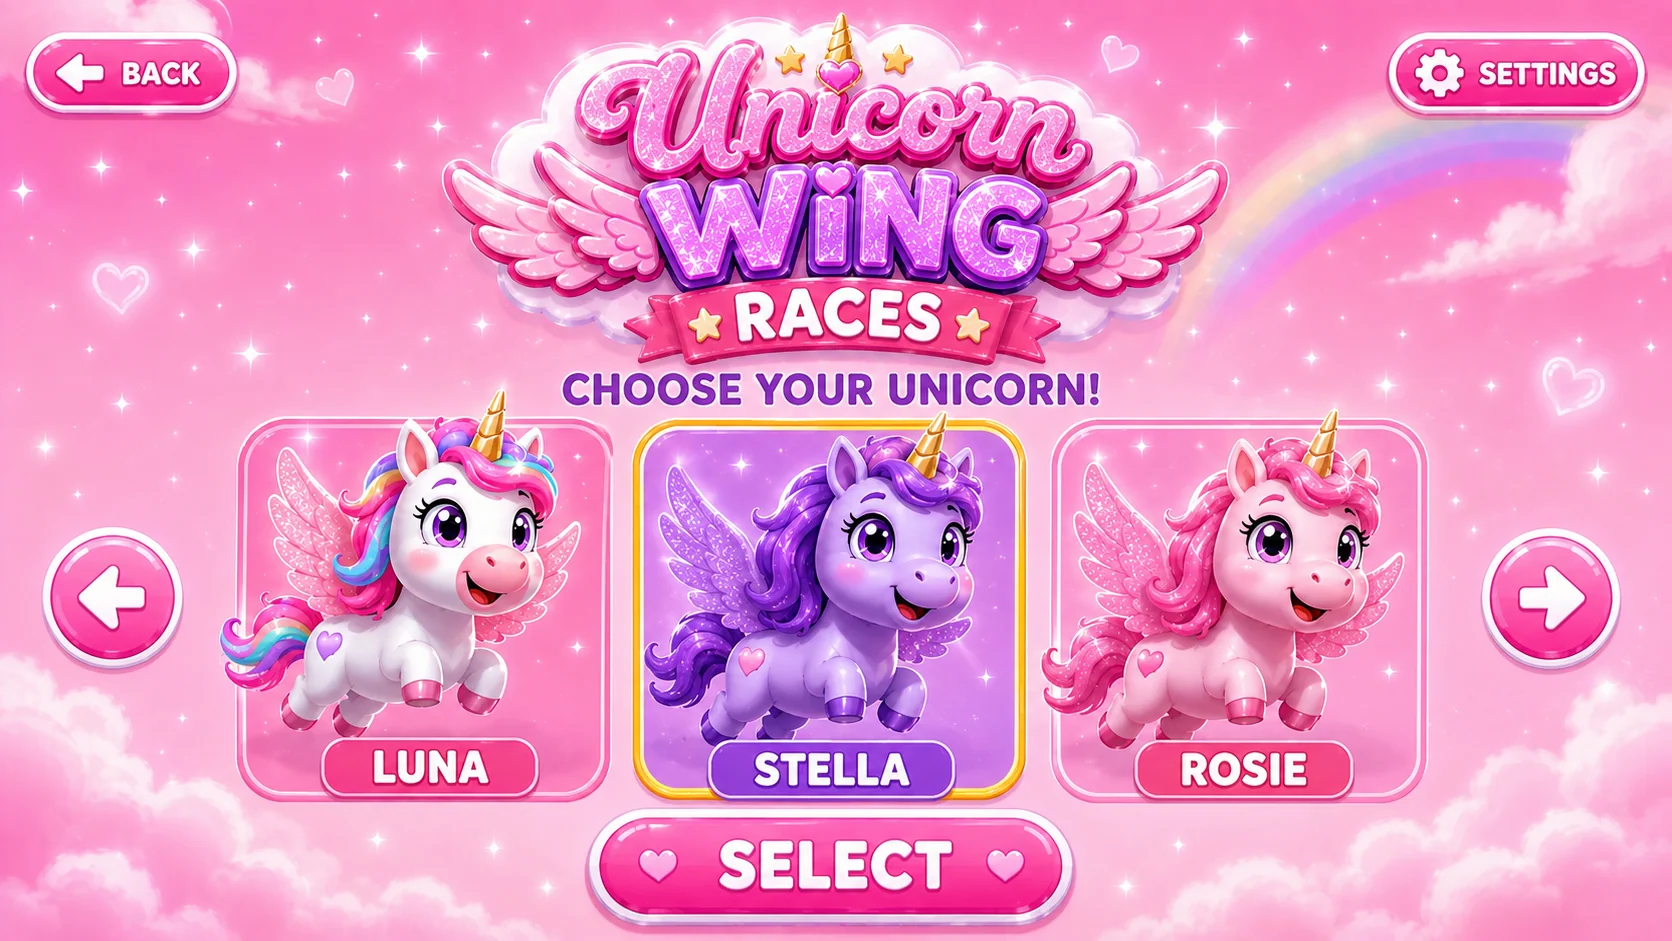 BACK
SETTINGS
Unicorn
WiNG
RACES
CHOOSE YOUR UNICORN!
LUNA
STELLA
ROSIE
SELECT